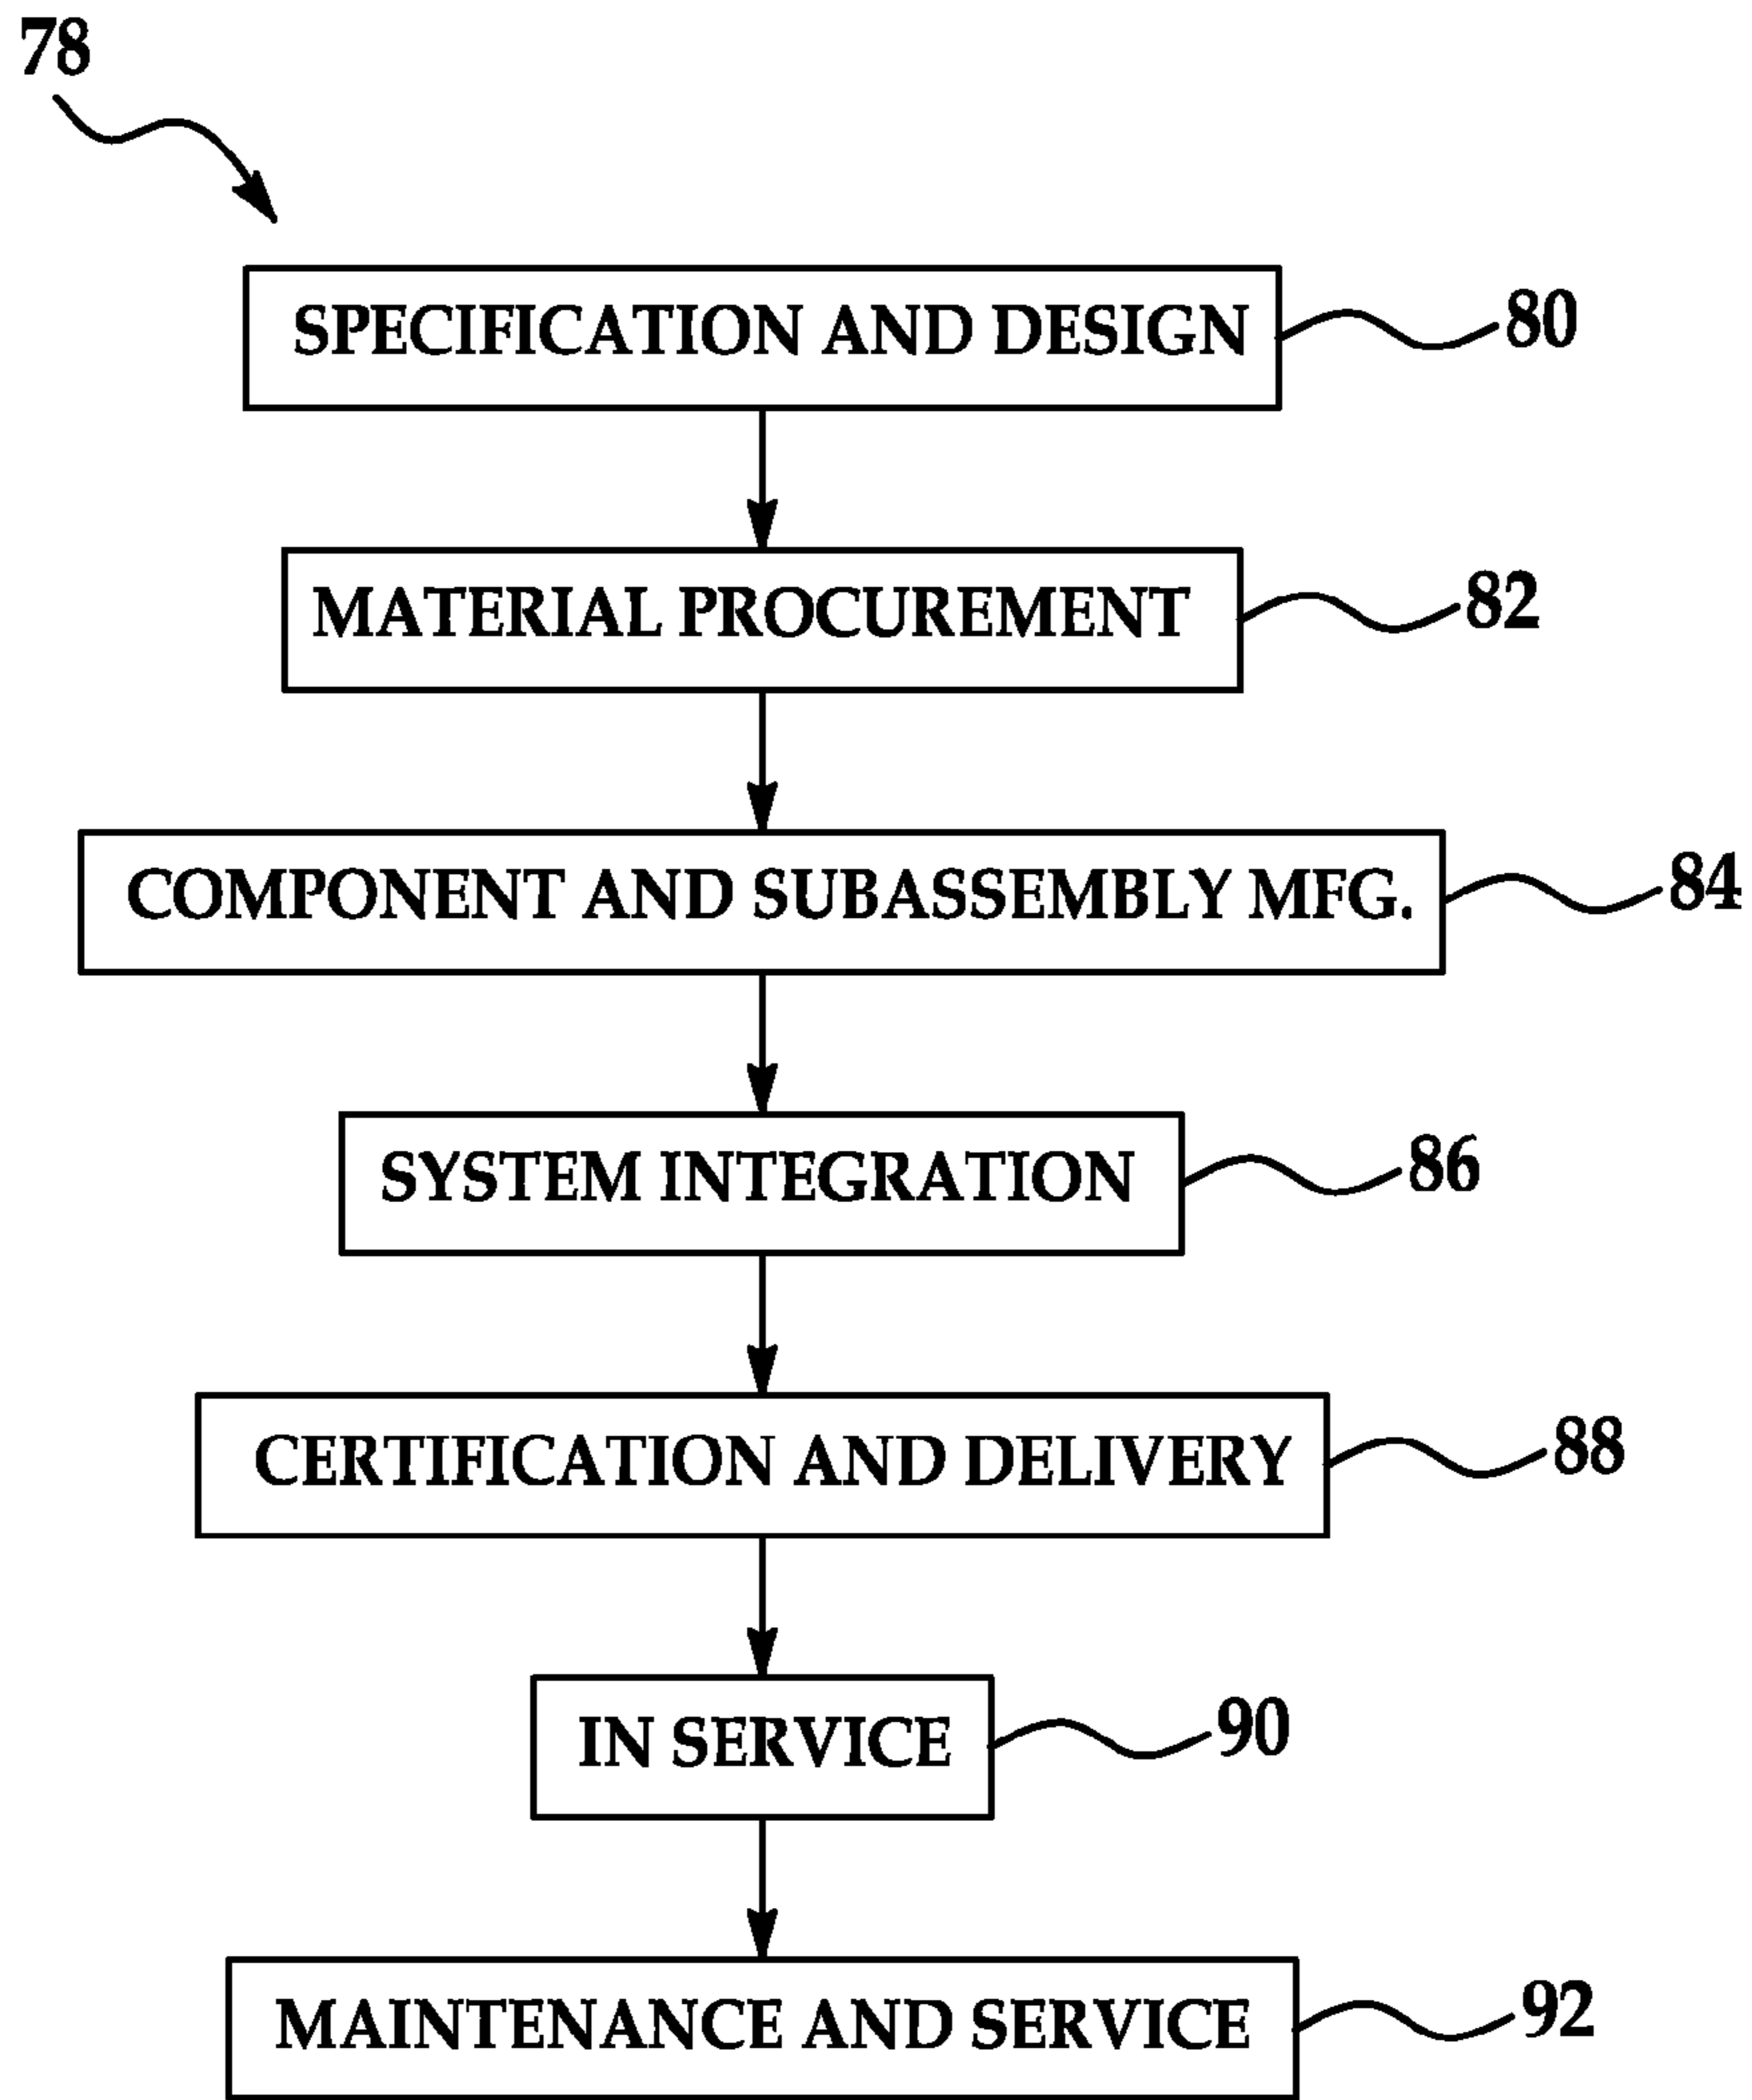 78
SPECIFICATION AND DESIGN 80
MATERIAL PROCUREMENT 82
COMPONENT AND SUBASSEMBLY MFG. 84
SYSTEM INTEGRATION 86
CERTIFICATION AND DELIVERY 88
IN SERVICE 90
MAINTENANCE AND SERVICE 92